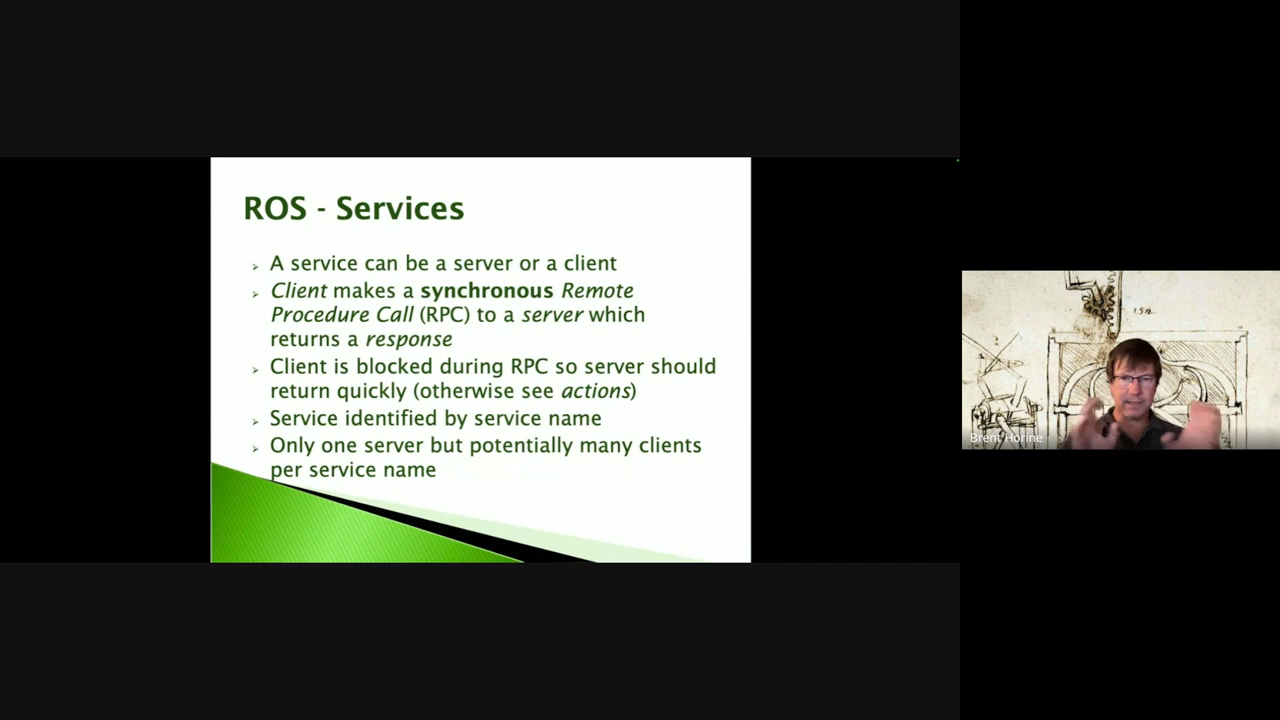 ROS - Services
A service can be a server or a client
Client makes a synchronous Remote
Procedure Call (RPC) to a server which
returns a response
Client is blocked during RPC so server should
return quickly (otherwise see actions)
Service identified by service name
Only one server but potentially many clients
per service name
Brent Horine